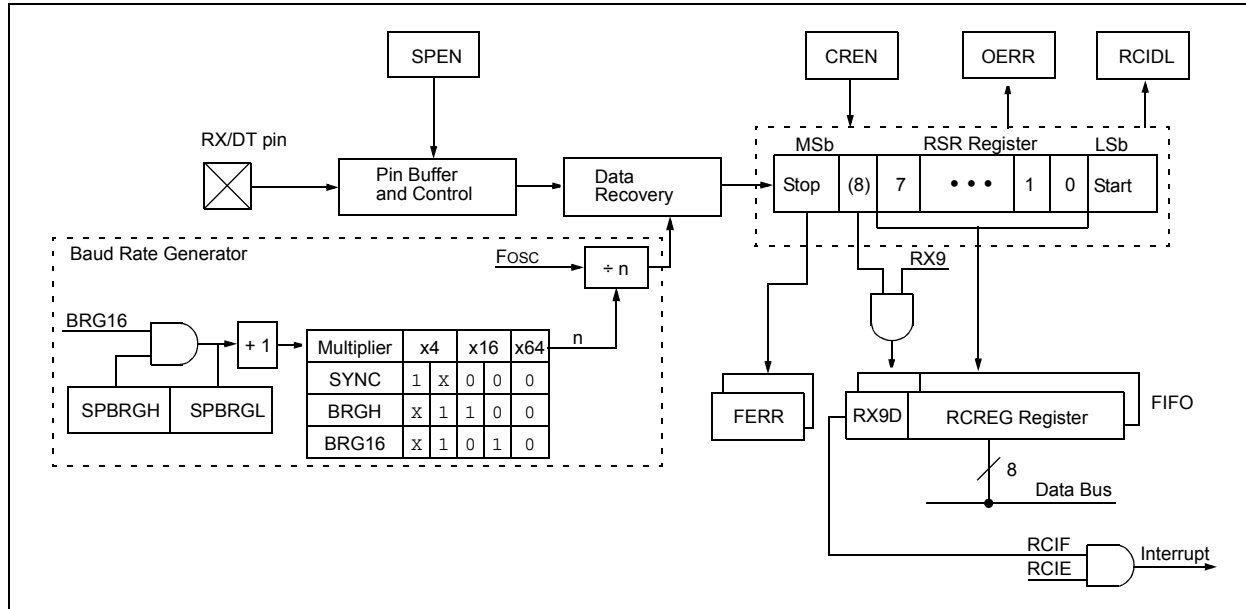 SPEN
CREN
OERR
RCIDL
RX/DT pin
Pin Buffer
and Control
Data
Recovery
MSb RSR Register LSb
Stop (8) 7 • • • 1 0 Start
Baud Rate Generator
FOSC
÷ n
RX9
BRG16
+ 1
n
Multiplier x4 x16 x64
SYNC 1 X 0 0 0
BRGH X 1 1 0 0
BRG16 X 1 0 1 0
SPBRGH SPBRGL
FERR
RX9D RCREG Register
FIFO
8
Data Bus
RCIF
RCIE
Interrupt